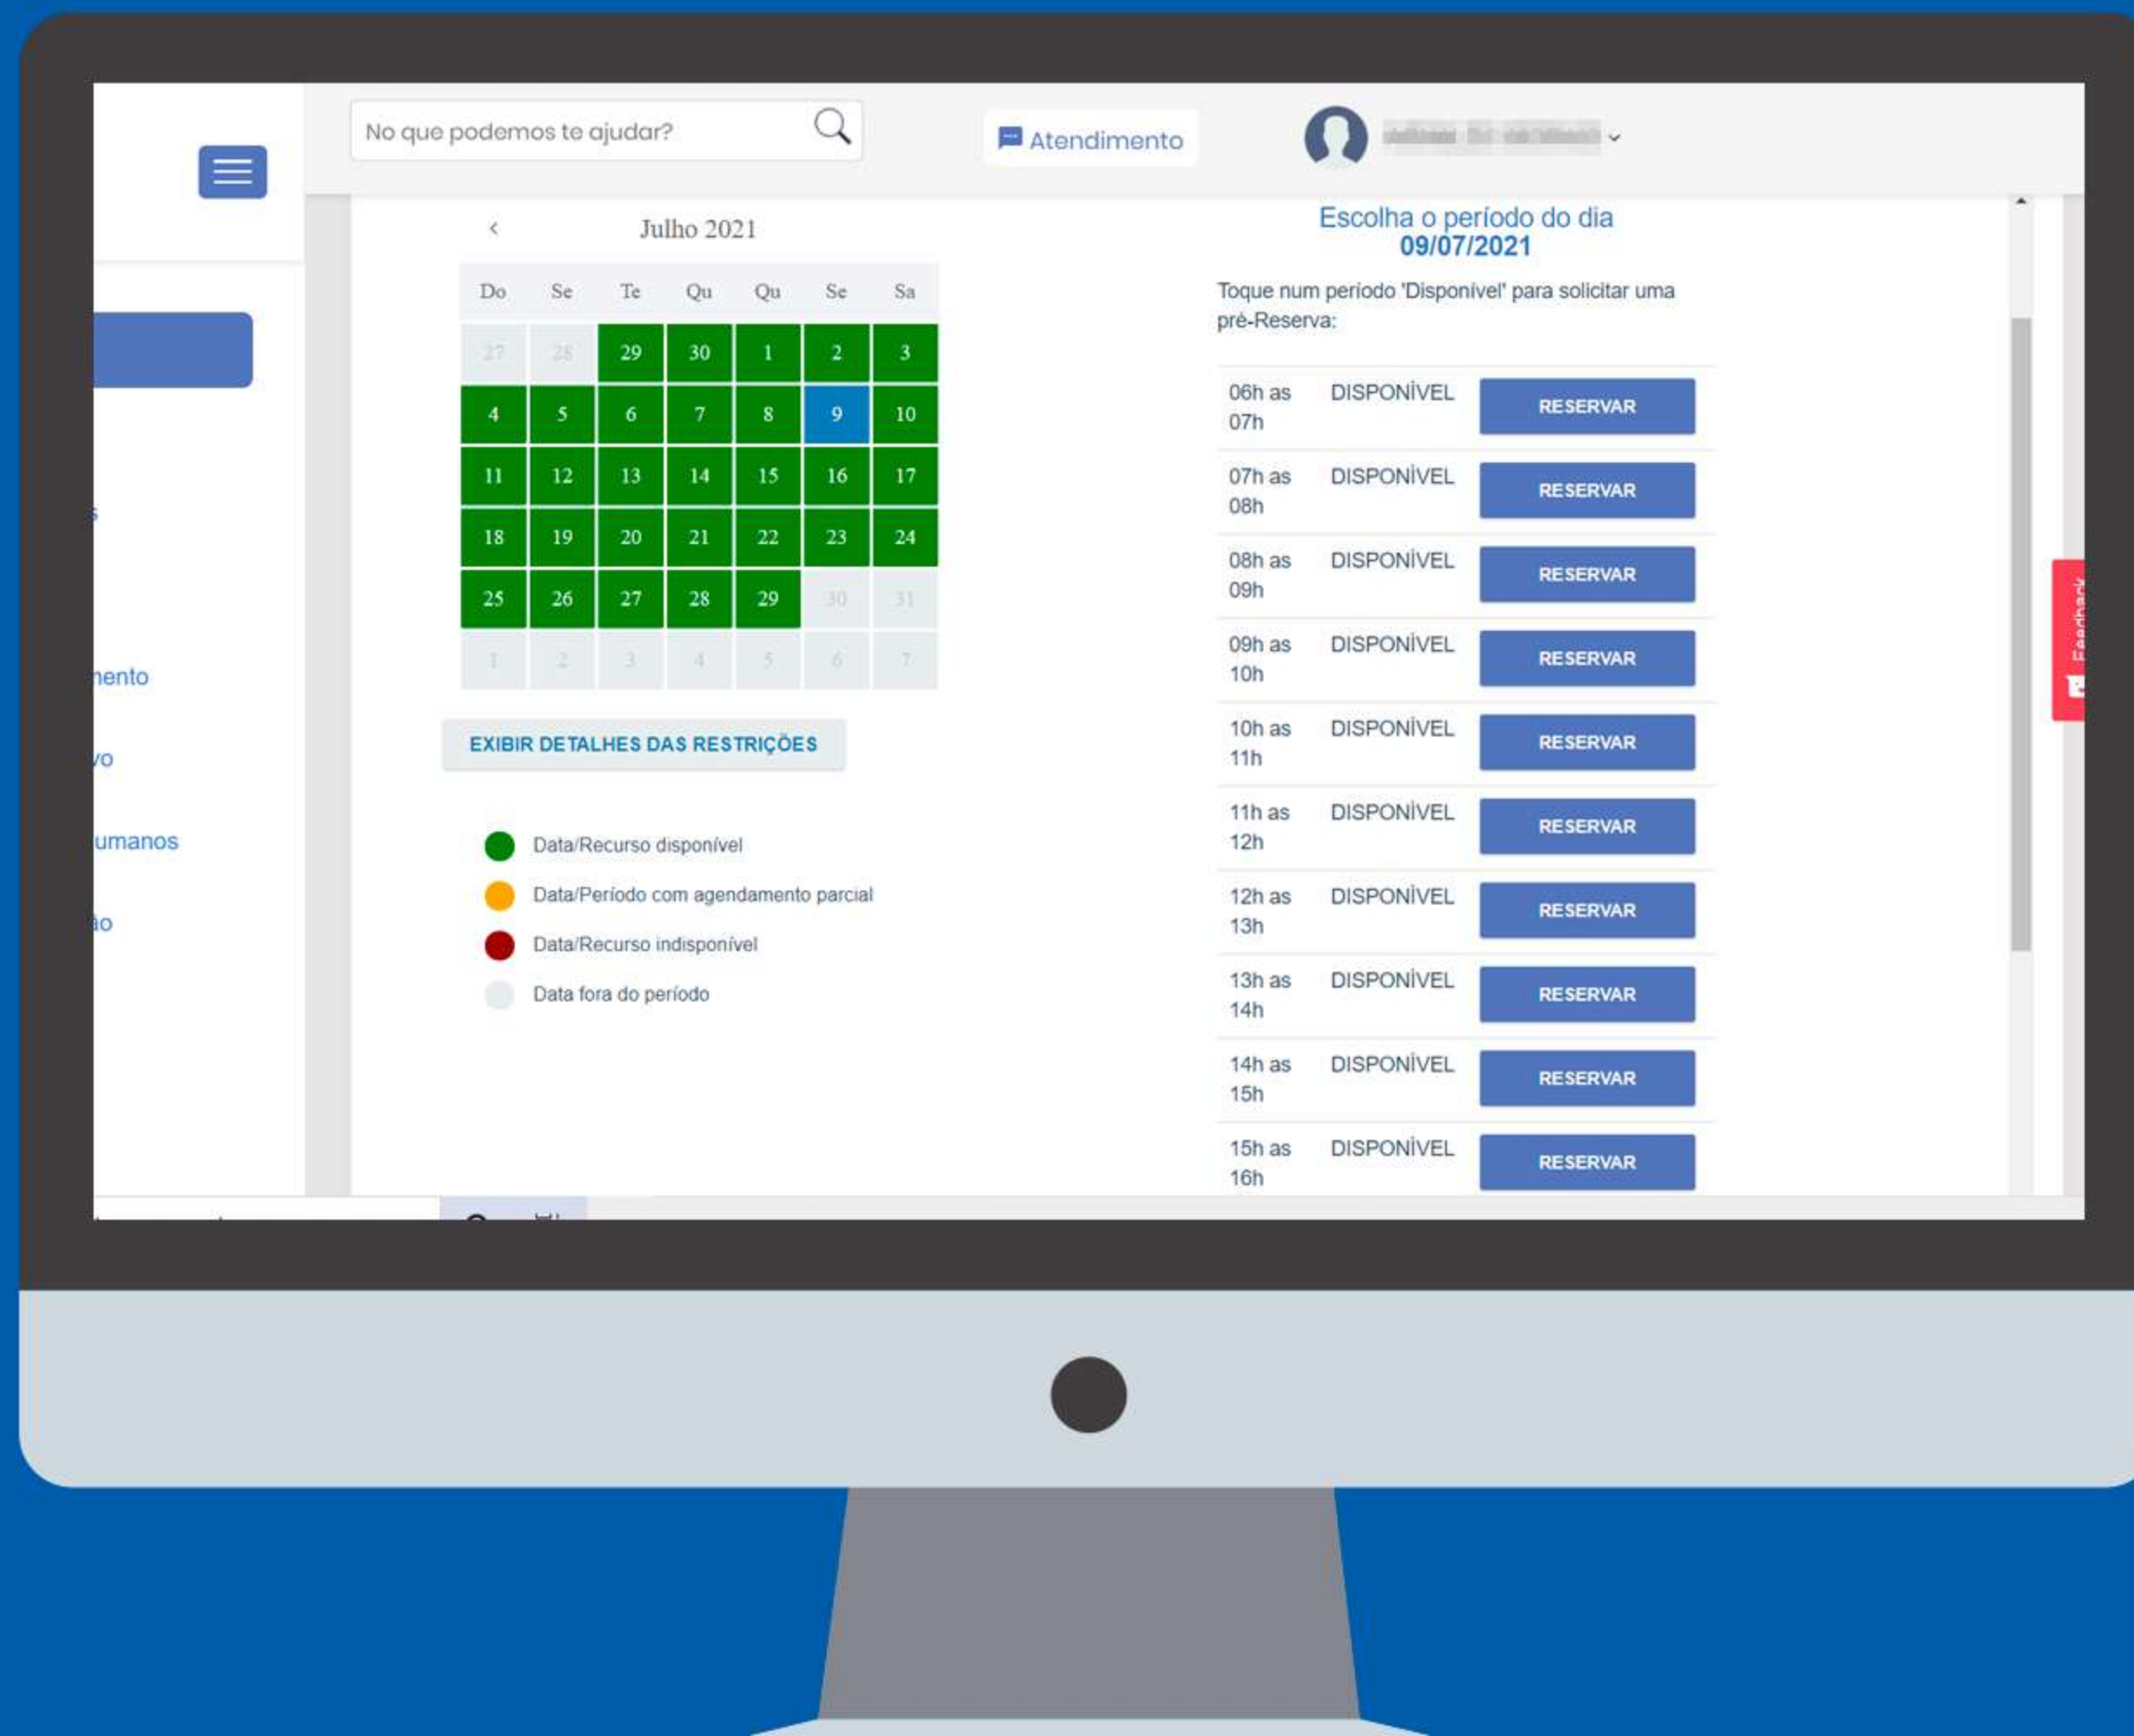 No que podemos te ajudar?
Atendimento
mento
vo
umanos
ão
< Julho 2021
Do Se Te Qu Qu Se Sa
27 28 29 30 1 2 3
4 5 6 7 8 9 10
11 12 13 14 15 16 17
18 19 20 21 22 23 24
25 26 27 28 29 30 31
1 2 3 4 5 6 7
EXIBIR DETALHES DAS RESTRIÇÕES
Data/Recurso disponível
Data/Período com agendamento parcial
Data/Recurso indisponível
Data fora do período
Escolha o período do dia
09/07/2021
Toque num período 'Disponível' para solicitar uma
pré-Reserva:
06h as DISPONÍVEL RESERVAR
07h
07h as DISPONÍVEL RESERVAR
08h
08h as DISPONÍVEL RESERVAR
09h
09h as DISPONÍVEL RESERVAR
10h
10h as DISPONÍVEL RESERVAR
11h
11h as DISPONÍVEL RESERVAR
12h
12h as DISPONÍVEL RESERVAR
13h
13h as DISPONÍVEL RESERVAR
14h
14h as DISPONÍVEL RESERVAR
15h
15h as DISPONÍVEL RESERVAR
16h
Feedback